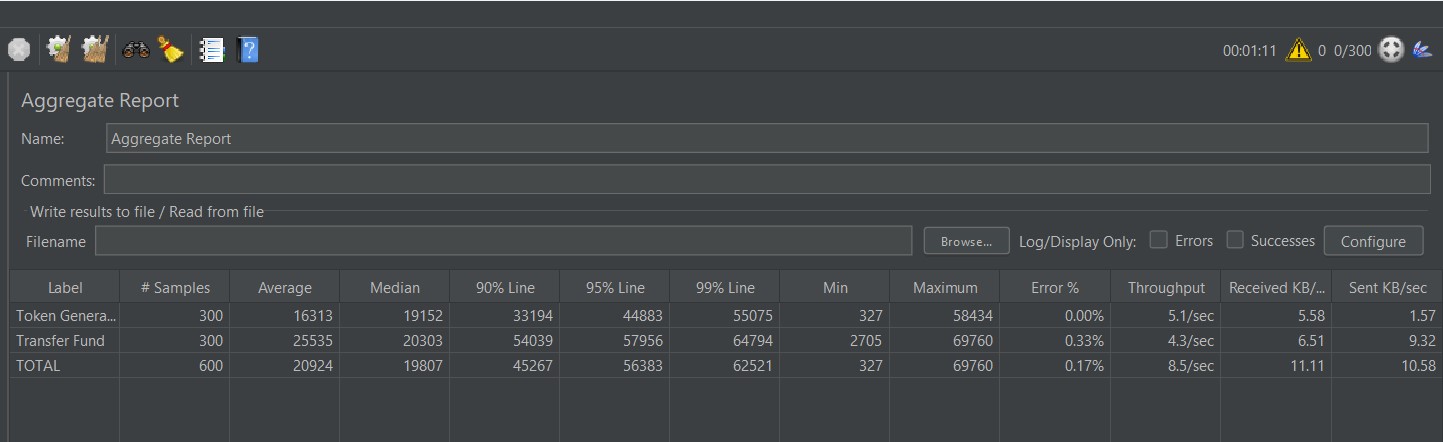 00:01:11 0 0/300
Aggregate Report
Name: Aggregate Report
Comments:
Write results to file / Read from file
Filename Browse... Log/Display Only: Errors Successes Configure
Label # Samples Average Median 90% Line 95% Line 99% Line Min Maximum Error % Throughput Received KB/... Sent KB/sec
Token Genera... 300 16313 19152 33194 44883 55075 327 58434 0.00% 5.1/sec 5.58 1.57
Transfer Fund 300 25535 20303 54039 57956 64794 2705 69760 0.33% 4.3/sec 6.51 9.32
TOTAL 600 20924 19807 45267 56383 62521 327 69760 0.17% 8.5/sec 11.11 10.58